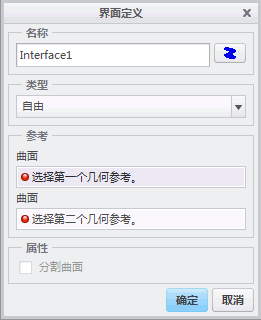 界面定义
名称
Interface1
类型
自由
参考
曲面
选择第一个几何参考。
曲面
选择第二个几何参考。
属性
分割曲面
确定 取消